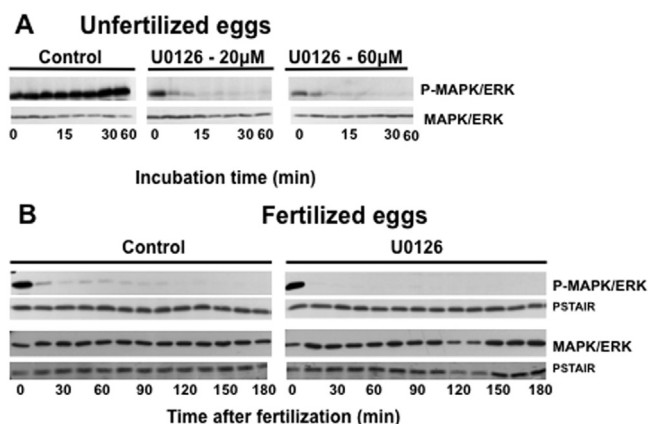 A Unfertilized eggs
Control U0126 - 20µM U0126 - 60µM
P-MAPK/ERK
MAPK/ERK
0 15 30 60 0 15 30 60 0 15 30 60
Incubation time (min)
B Fertilized eggs
Control U0126
P-MAPK/ERK
PSTAIR
MAPK/ERK
PSTAIR
0 30 60 90 120 150 180 0 30 60 90 120 150 180
Time after fertilization (min)